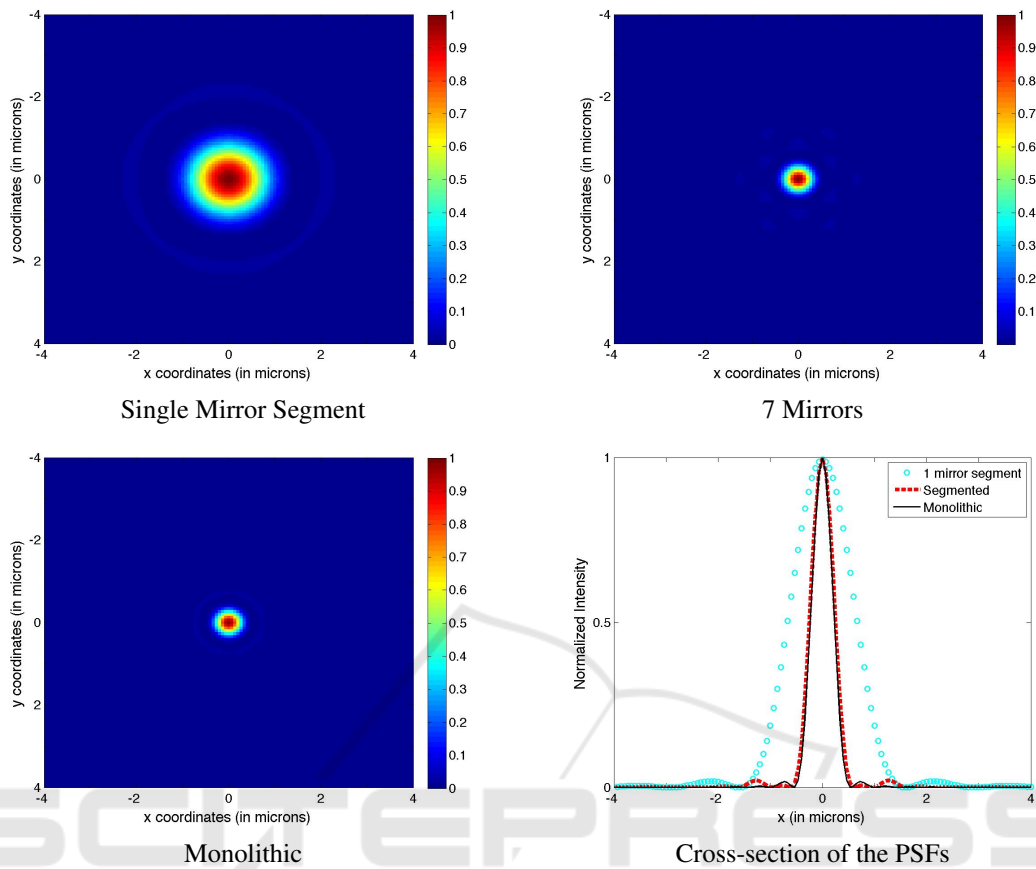 -4
-2
0
2
4
y coordinates (in microns)
-4 -2 0 2 4
x coordinates (in microns)
1
0.9
0.8
0.7
0.6
0.5
0.4
0.3
0.2
0.1
0
Single Mirror Segment
-4
-2
0
2
4
y coordinates (in microns)
-4 -2 0 2 4
x coordinates (in microns)
1
0.9
0.8
0.7
0.6
0.5
0.4
0.3
0.2
0.1
7 Mirrors
-4
-2
0
2
4
y coordinates (in microns)
-4 -2 0 2 4
x coordinates (in microns)
1
0.9
0.8
0.7
0.6
0.5
0.4
0.3
0.2
0.1
0
Monolithic
1
0.5
0
Normalized Intensity
1 mirror segment
Segmented
Monolithic
-4 -2 0 2 4
x (in microns)
Cross-section of the PSFs
SCITEPRESS